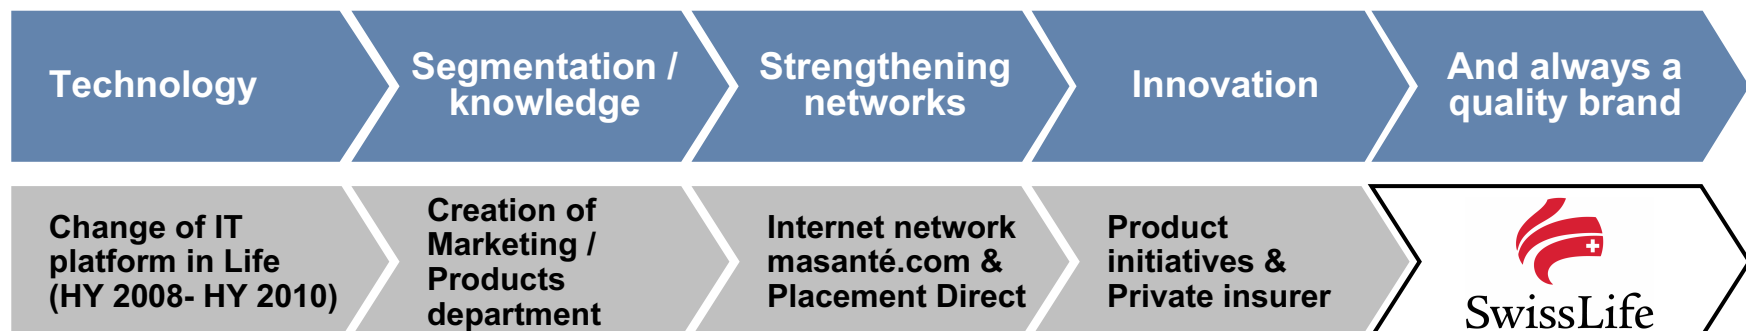 Technology
Segmentation /
knowledge
Strengthening
networks
Innovation
And always a
quality brand
Change of IT
platform in Life
(HY 2008- HY 2010)
Creation of
Marketing /
Products
department
Internet network
masanté.com &
Placement Direct
Product
initiatives &
Private insurer
SwissLife